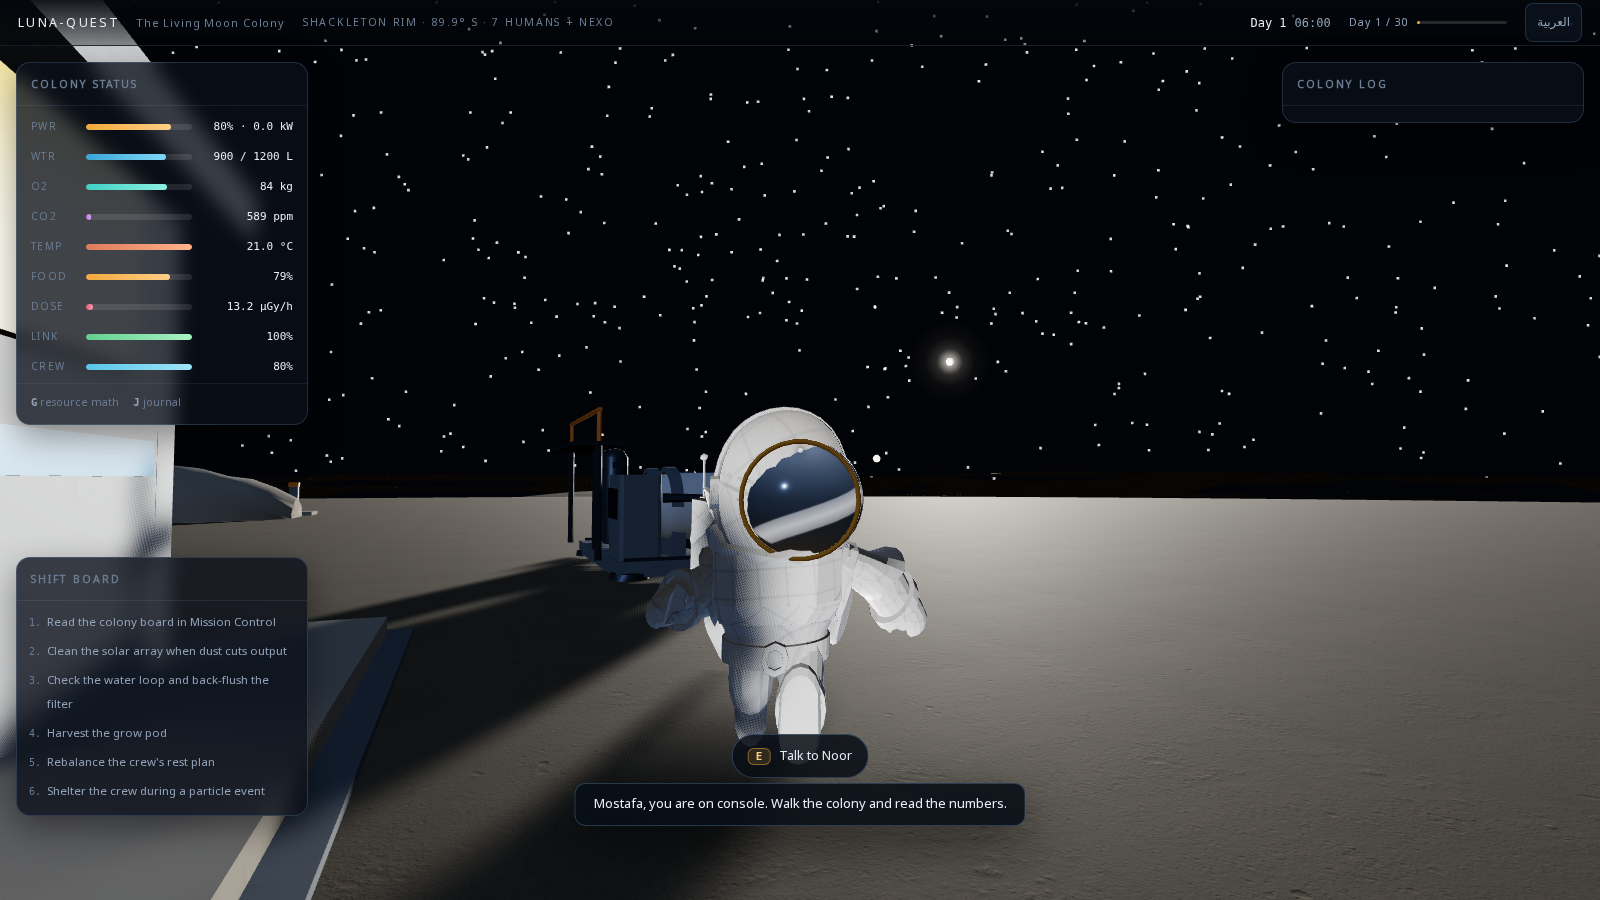 LUNA-QUEST The Living Moon Colony SHACKLETON RIM · 89.9° S · 7 HUMANS + NEXO Day 1 06:00 Day 1 / 30 العربية
COLONY STATUS
PWR 80% · 0.0 kW
WTR 900 / 1200 L
O2 84 kg
CO2 589 ppm
TEMP 21.0 °C
FOOD 79%
DOSE 13.2 µGy/h
LINK 100%
CREW 80%
G resource math J journal
COLONY LOG
SHIFT BOARD
1. Read the colony board in Mission Control
2. Clean the solar array when dust cuts output
3. Check the water loop and back-flush the
filter
4. Harvest the grow pod
5. Rebalance the crew's rest plan
6. Shelter the crew during a particle event
E Talk to Noor
Mostafa, you are on console. Walk the colony and read the numbers.